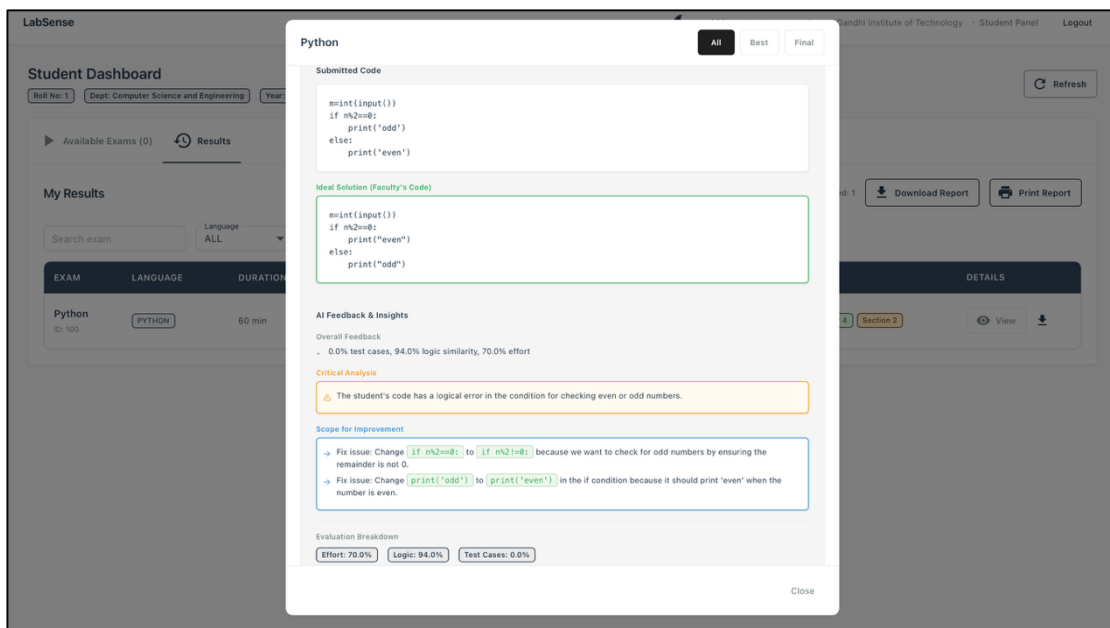 LabSense
Gandhi Institute of Technology - Student Panel Logout
Student Dashboard
Roll No: 1 Dept: Computer Science and Engineering Year:
Refresh
Available Exams (0) Results
My Results
Download Report Print Report
Search exam
Language
ALL
EXAM LANGUAGE DURATION DETAILS
Python PYTHON 60 min 4 Section 2 View
ID: 100
Python All Best Final
Submitted Code
n=int(input())
if n%2==0:
    print('odd')
else:
    print('even')
Ideal Solution (Faculty's Code)
n=int(input())
if n%2==0:
    print("even")
else:
    print("odd")
AI Feedback & Insights
Overall Feedback
0.0% test cases, 94.0% logic similarity, 70.0% effort
Critical Analysis
The student's code has a logical error in the condition for checking even or odd numbers.
Scope for Improvement
→ Fix issue: Change if n%2==0: to if n%2!=0: because we want to check for odd numbers by ensuring the
remainder is not 0.
→ Fix issue: Change print('odd') to print('even') in the if condition because it should print 'even' when the
number is even.
Evaluation Breakdown
Effort: 70.0% Logic: 94.0% Test Cases: 0.0%
Close